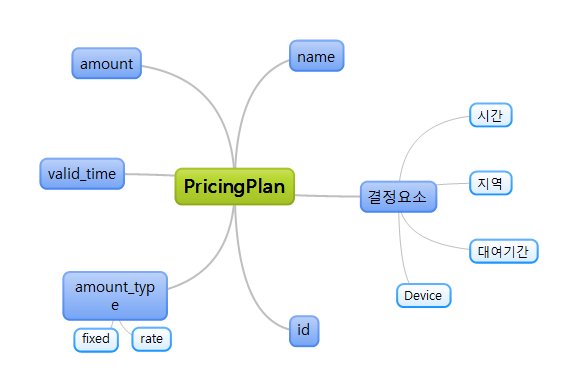 amount
name
시간
valid_time
PricingPlan
결정요소
지역
대여기간
amount_typ
e
Device
fixed
rate
id